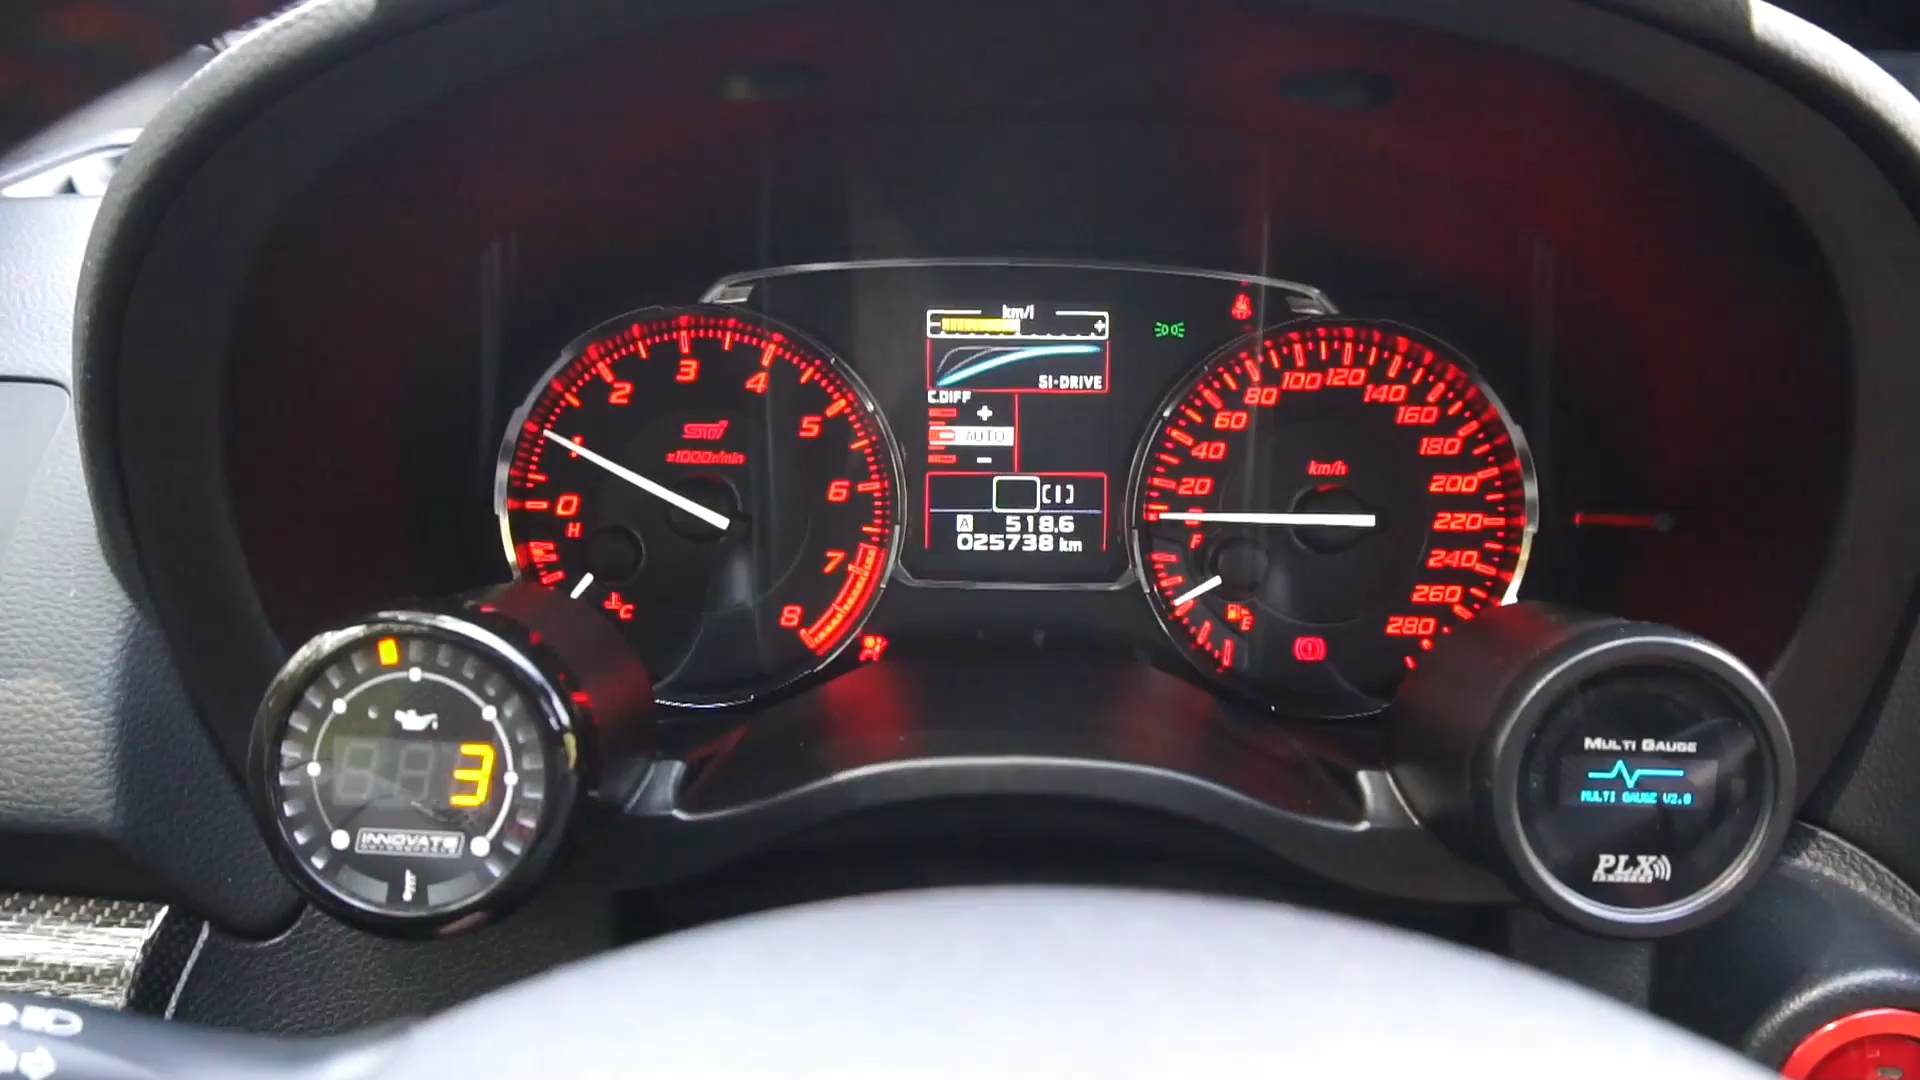 km/l
- +
SI-DRIVE
C.DIFF
+
AUTO
-
[I]
A 518.6
025738 km
0 1 2 3 4 5 6 7 8
STI
x1000r/min
H
C
20 40 60 80 100 120 140 160 180 200 220 240 260 280
km/h
F
E
3
INNOVATE
MULTI GAUGE
MULTI GAUGE V2.0
PLX